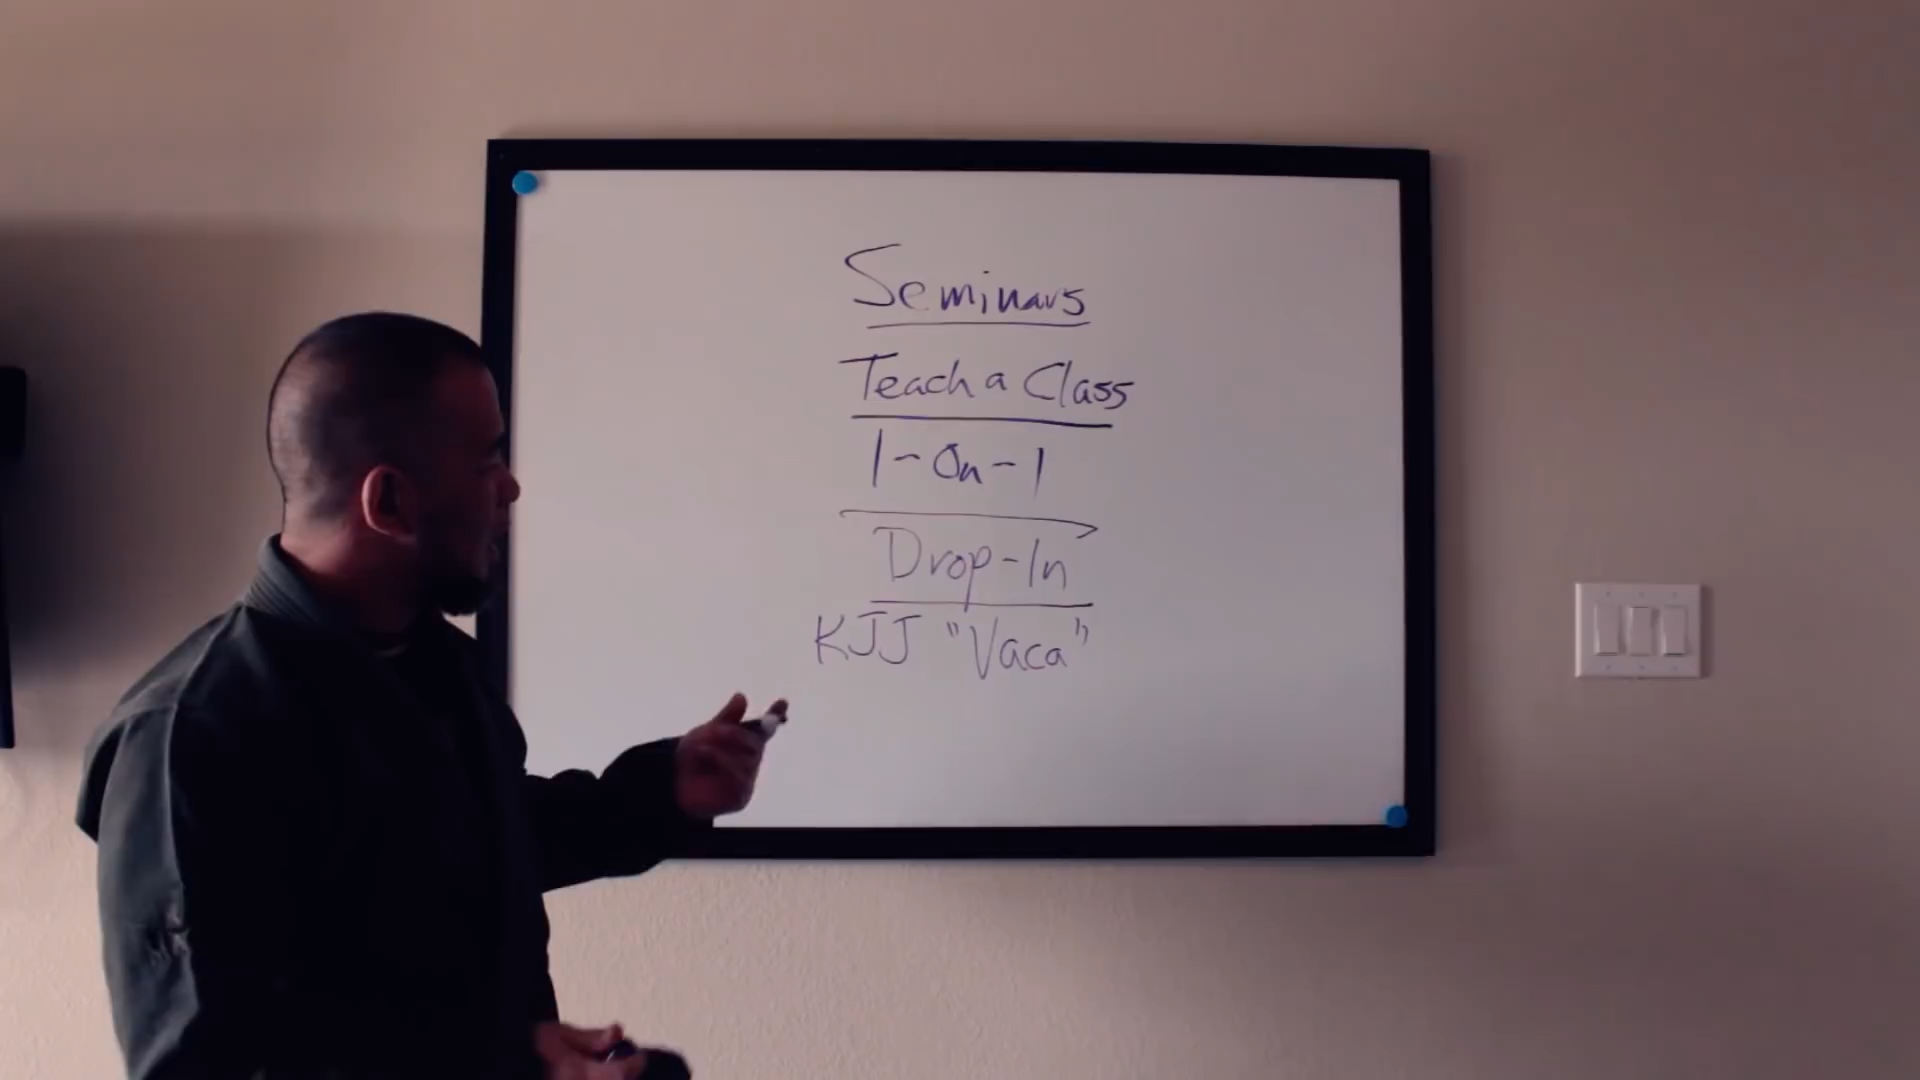 Seminars
Teach a Class
1-On-1
Drop-In
KJJ "Vaca"